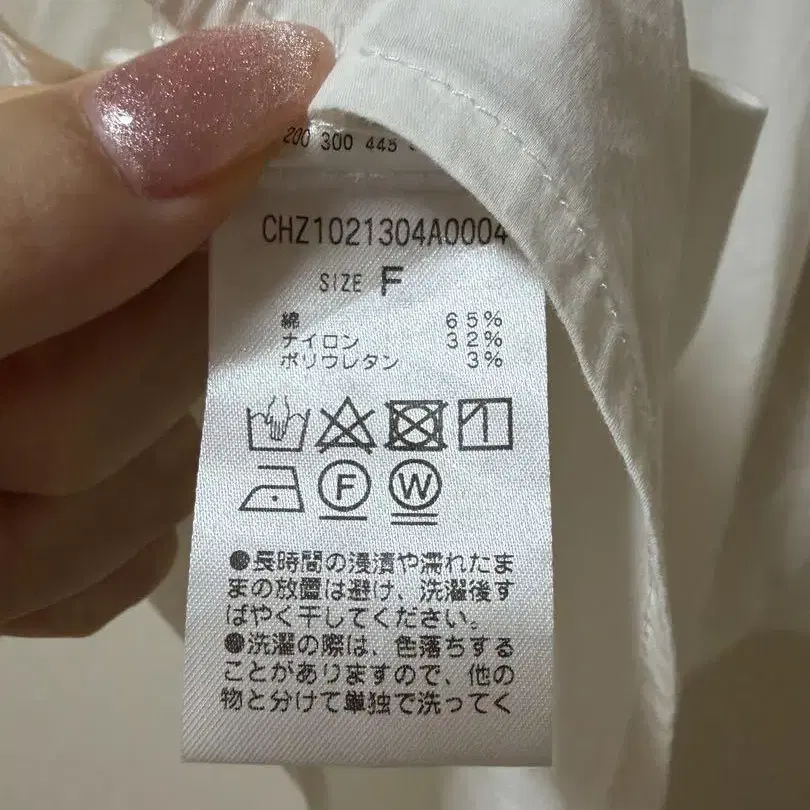 200 300 445
CHZ1021304A0004
SIZE F
綿 65%
ナイロン 32%
ポリウレタン 3%
F W
●長時間の浸漬や濡れたま
まの放置は避け、洗濯後す
ばやく干してください。
●洗濯の際は、色落ちする
ことがありますので、他の
物と分けて単独で洗ってく